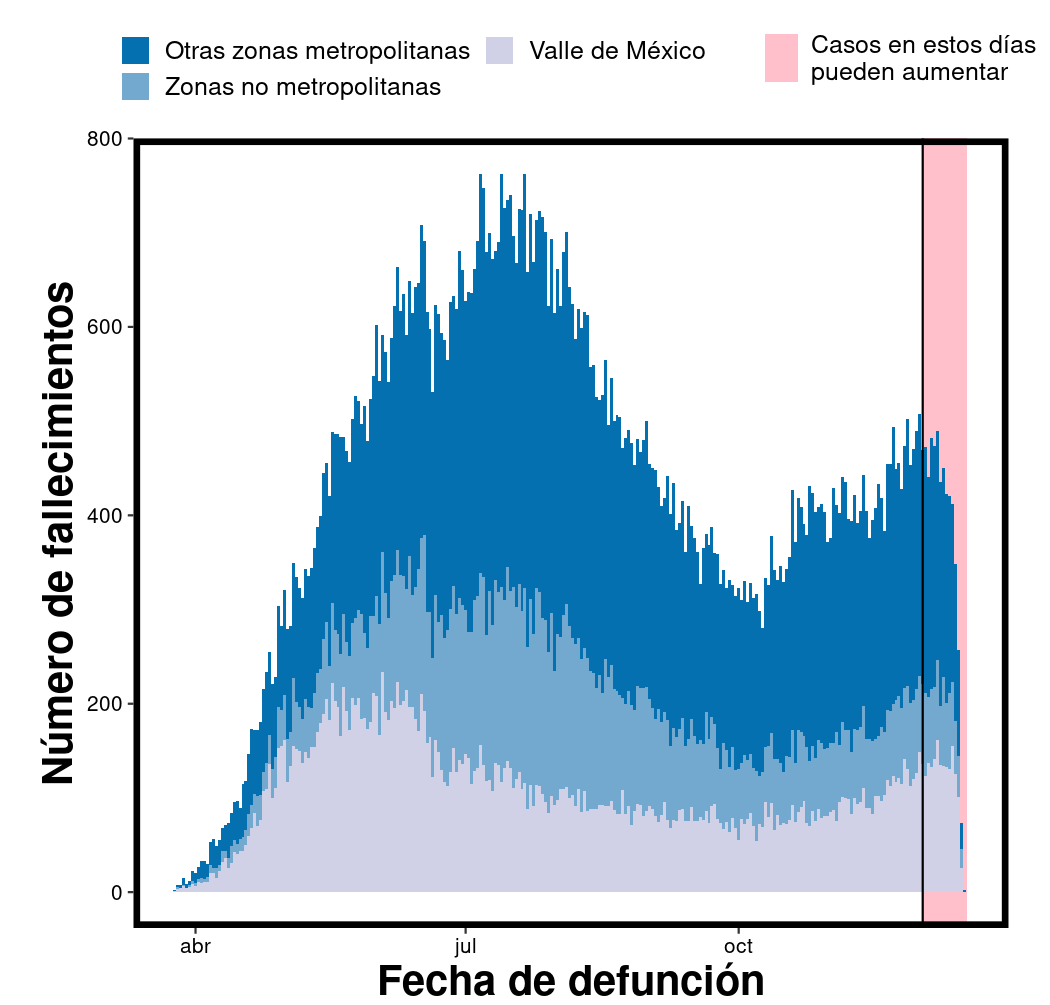 Otras zonas metropolitanas
Valle de México
Zonas no metropolitanas
Casos en estos días
pueden aumentar
Número de fallecimientos
800
600
400
200
0
abr
jul
oct
Fecha de defunción